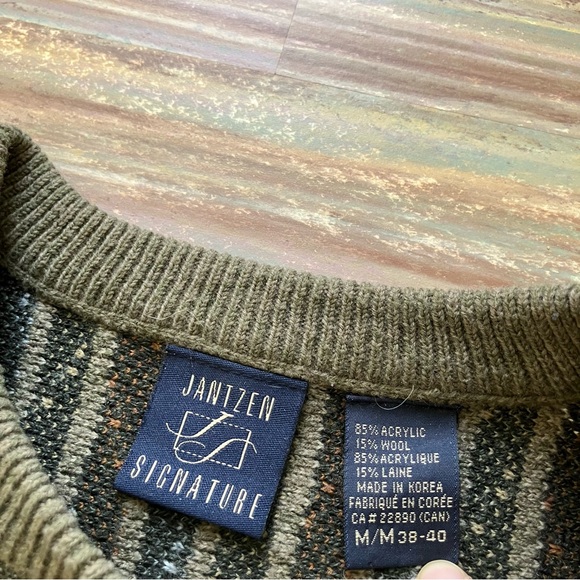 JANTZEN
JS
SIGNATURE
85% ACRYLIC
15% WOOL
85% ACRYLIQUE
15% LAINE
MADE IN KOREA
FABRIQUÉ EN CORÉE
CA# 22890 (CAN)
M/M 38-40